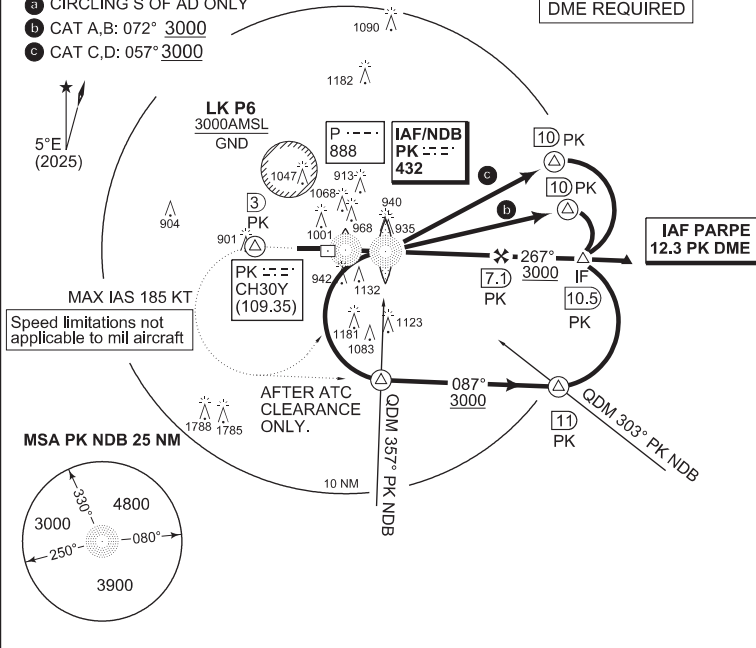 a CIRCLING S OF AD ONLY
b CAT A,B: 072° 3000
c CAT C,D: 057° 3000
DME REQUIRED
5°E
(2025)
1090
1182
LK P6
3000AMSL
GND
P
888
IAF/NDB
PK
432
c
10 PK
1047
913
1068
10 PK
b
940
904
3
PK
901
1001
968
935
IAF PARPE
12.3 PK DME
267°
3000
IF
7.1
PK
10.5
PK
PK
CH30Y
(109.35)
942
1132
MAX IAS 185 KT
Speed limitations not
applicable to mil aircraft
1181
1123
1083
AFTER ATC
CLEARANCE
ONLY.
087°
3000
11
PK
QDM 357° PK NDB
QDM 303° PK NDB
1788
1785
10 NM
MSA PK NDB 25 NM
330°
4800
3000
080°
250°
3900